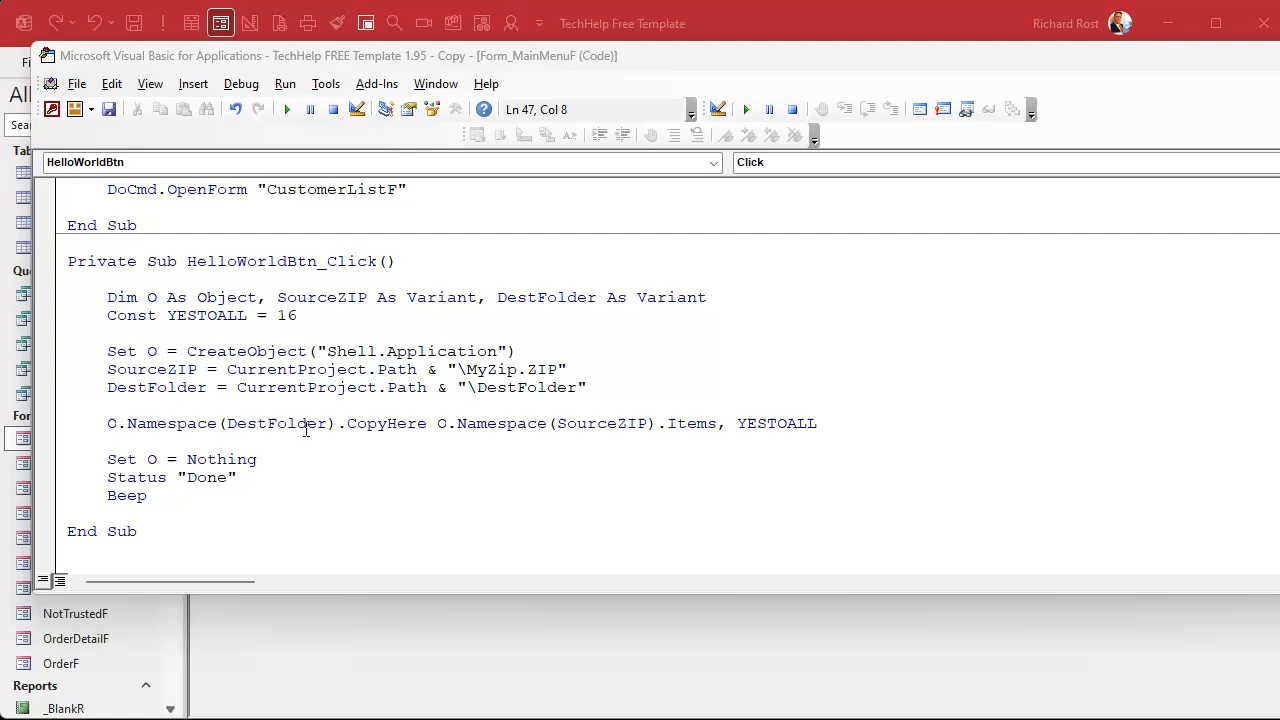 TechHelp Free Template
Richard Rost
Microsoft Visual Basic for Applications - TechHelp FREE Template 1.95 - Copy - [Form_MainMenuF (Code)]
File Edit View Insert Debug Run Tools Add-Ins Window Help
Ln 47, Col 8
HelloWorldBtn
Click
DoCmd.OpenForm "CustomerListF"
End Sub
Private Sub HelloWorldBtn_Click()
Dim O As Object, SourceZIP As Variant, DestFolder As Variant
Const YESTOALL = 16
Set O = CreateObject("Shell.Application")
SourceZIP = CurrentProject.Path & "\MyZip.ZIP"
DestFolder = CurrentProject.Path & "\DestFolder"
O.Namespace(DestFolder).CopyHere O.Namespace(SourceZIP).Items, YESTOALL
Set O = Nothing
Status "Done"
Beep
End Sub
NotTrustedF
OrderDetailF
OrderF
Reports
_BlankR